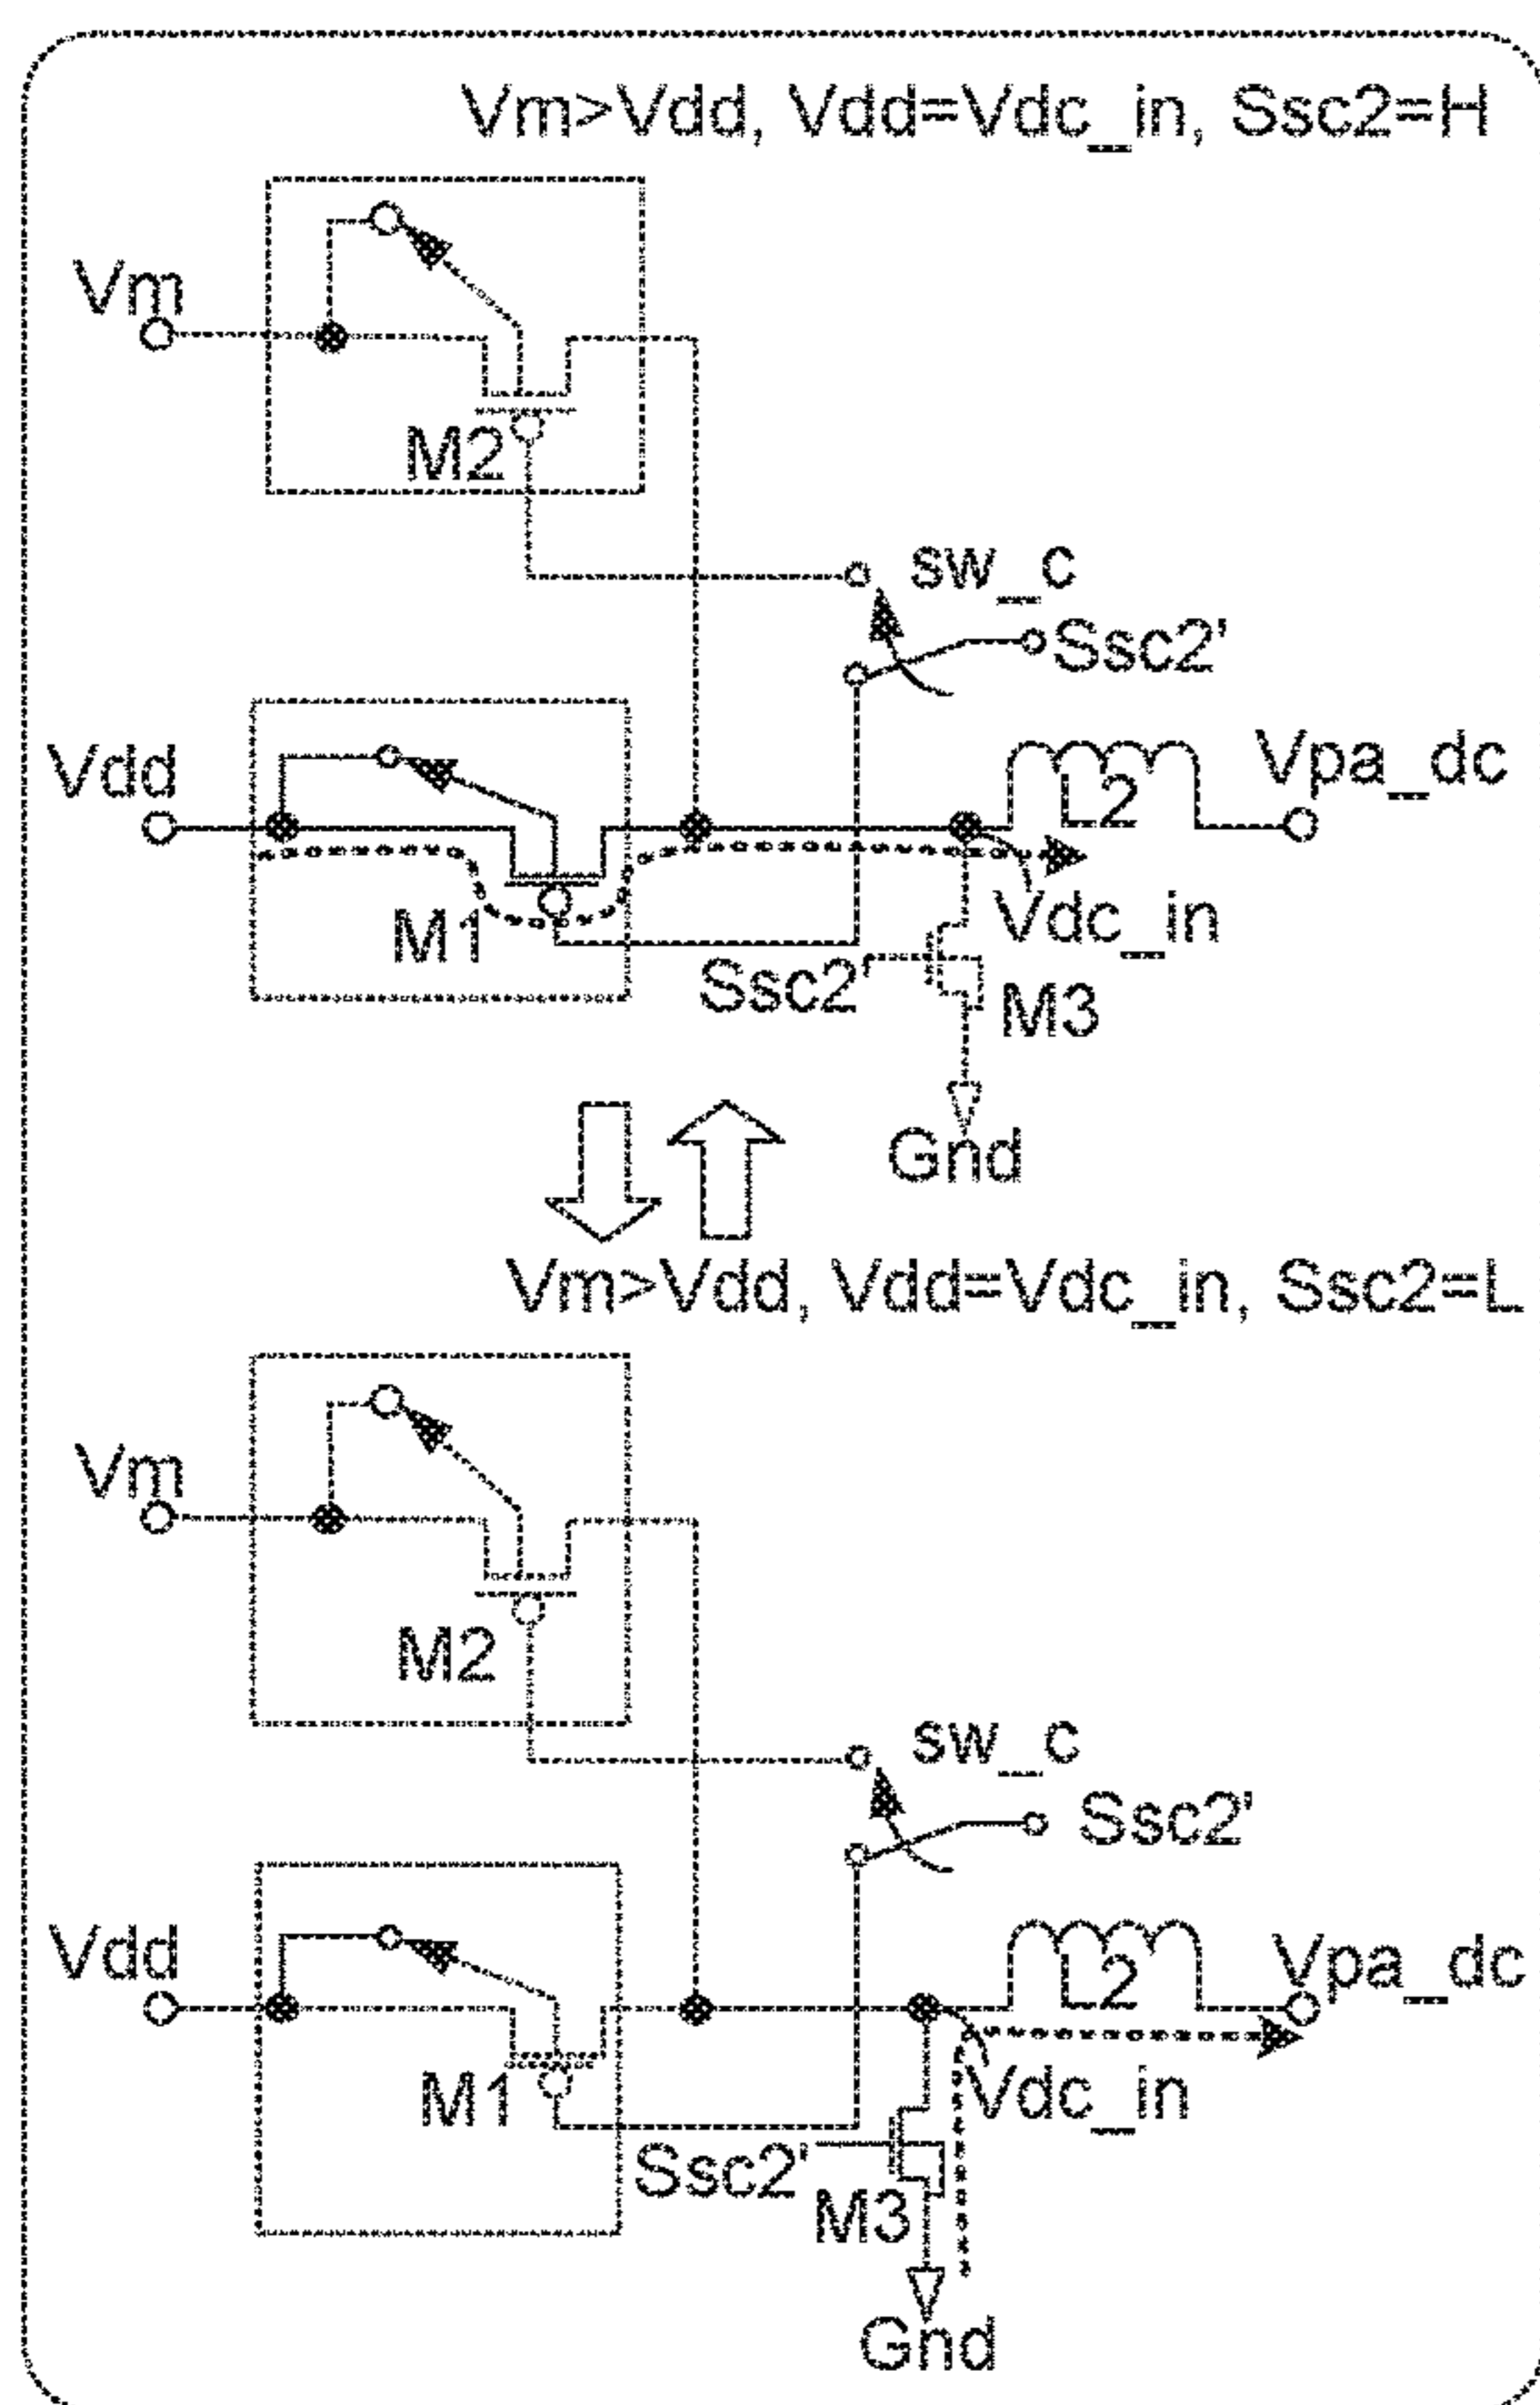 Vm>Vdd, Vdd=Vdc_in, Ssc2=H
Vm
M2
sw_c
Ssc2'
Vdd
L2
Vpa_dc
M1
Vdc_in
Ssc2'
M3
Gnd
Vm>Vdd, Vdd=Vdc_in, Ssc2=L
Vm
M2
sw_c
Ssc2'
Vdd
L2
Vpa_dc
M1
Vdc_in
Ssc2'
M3
Gnd